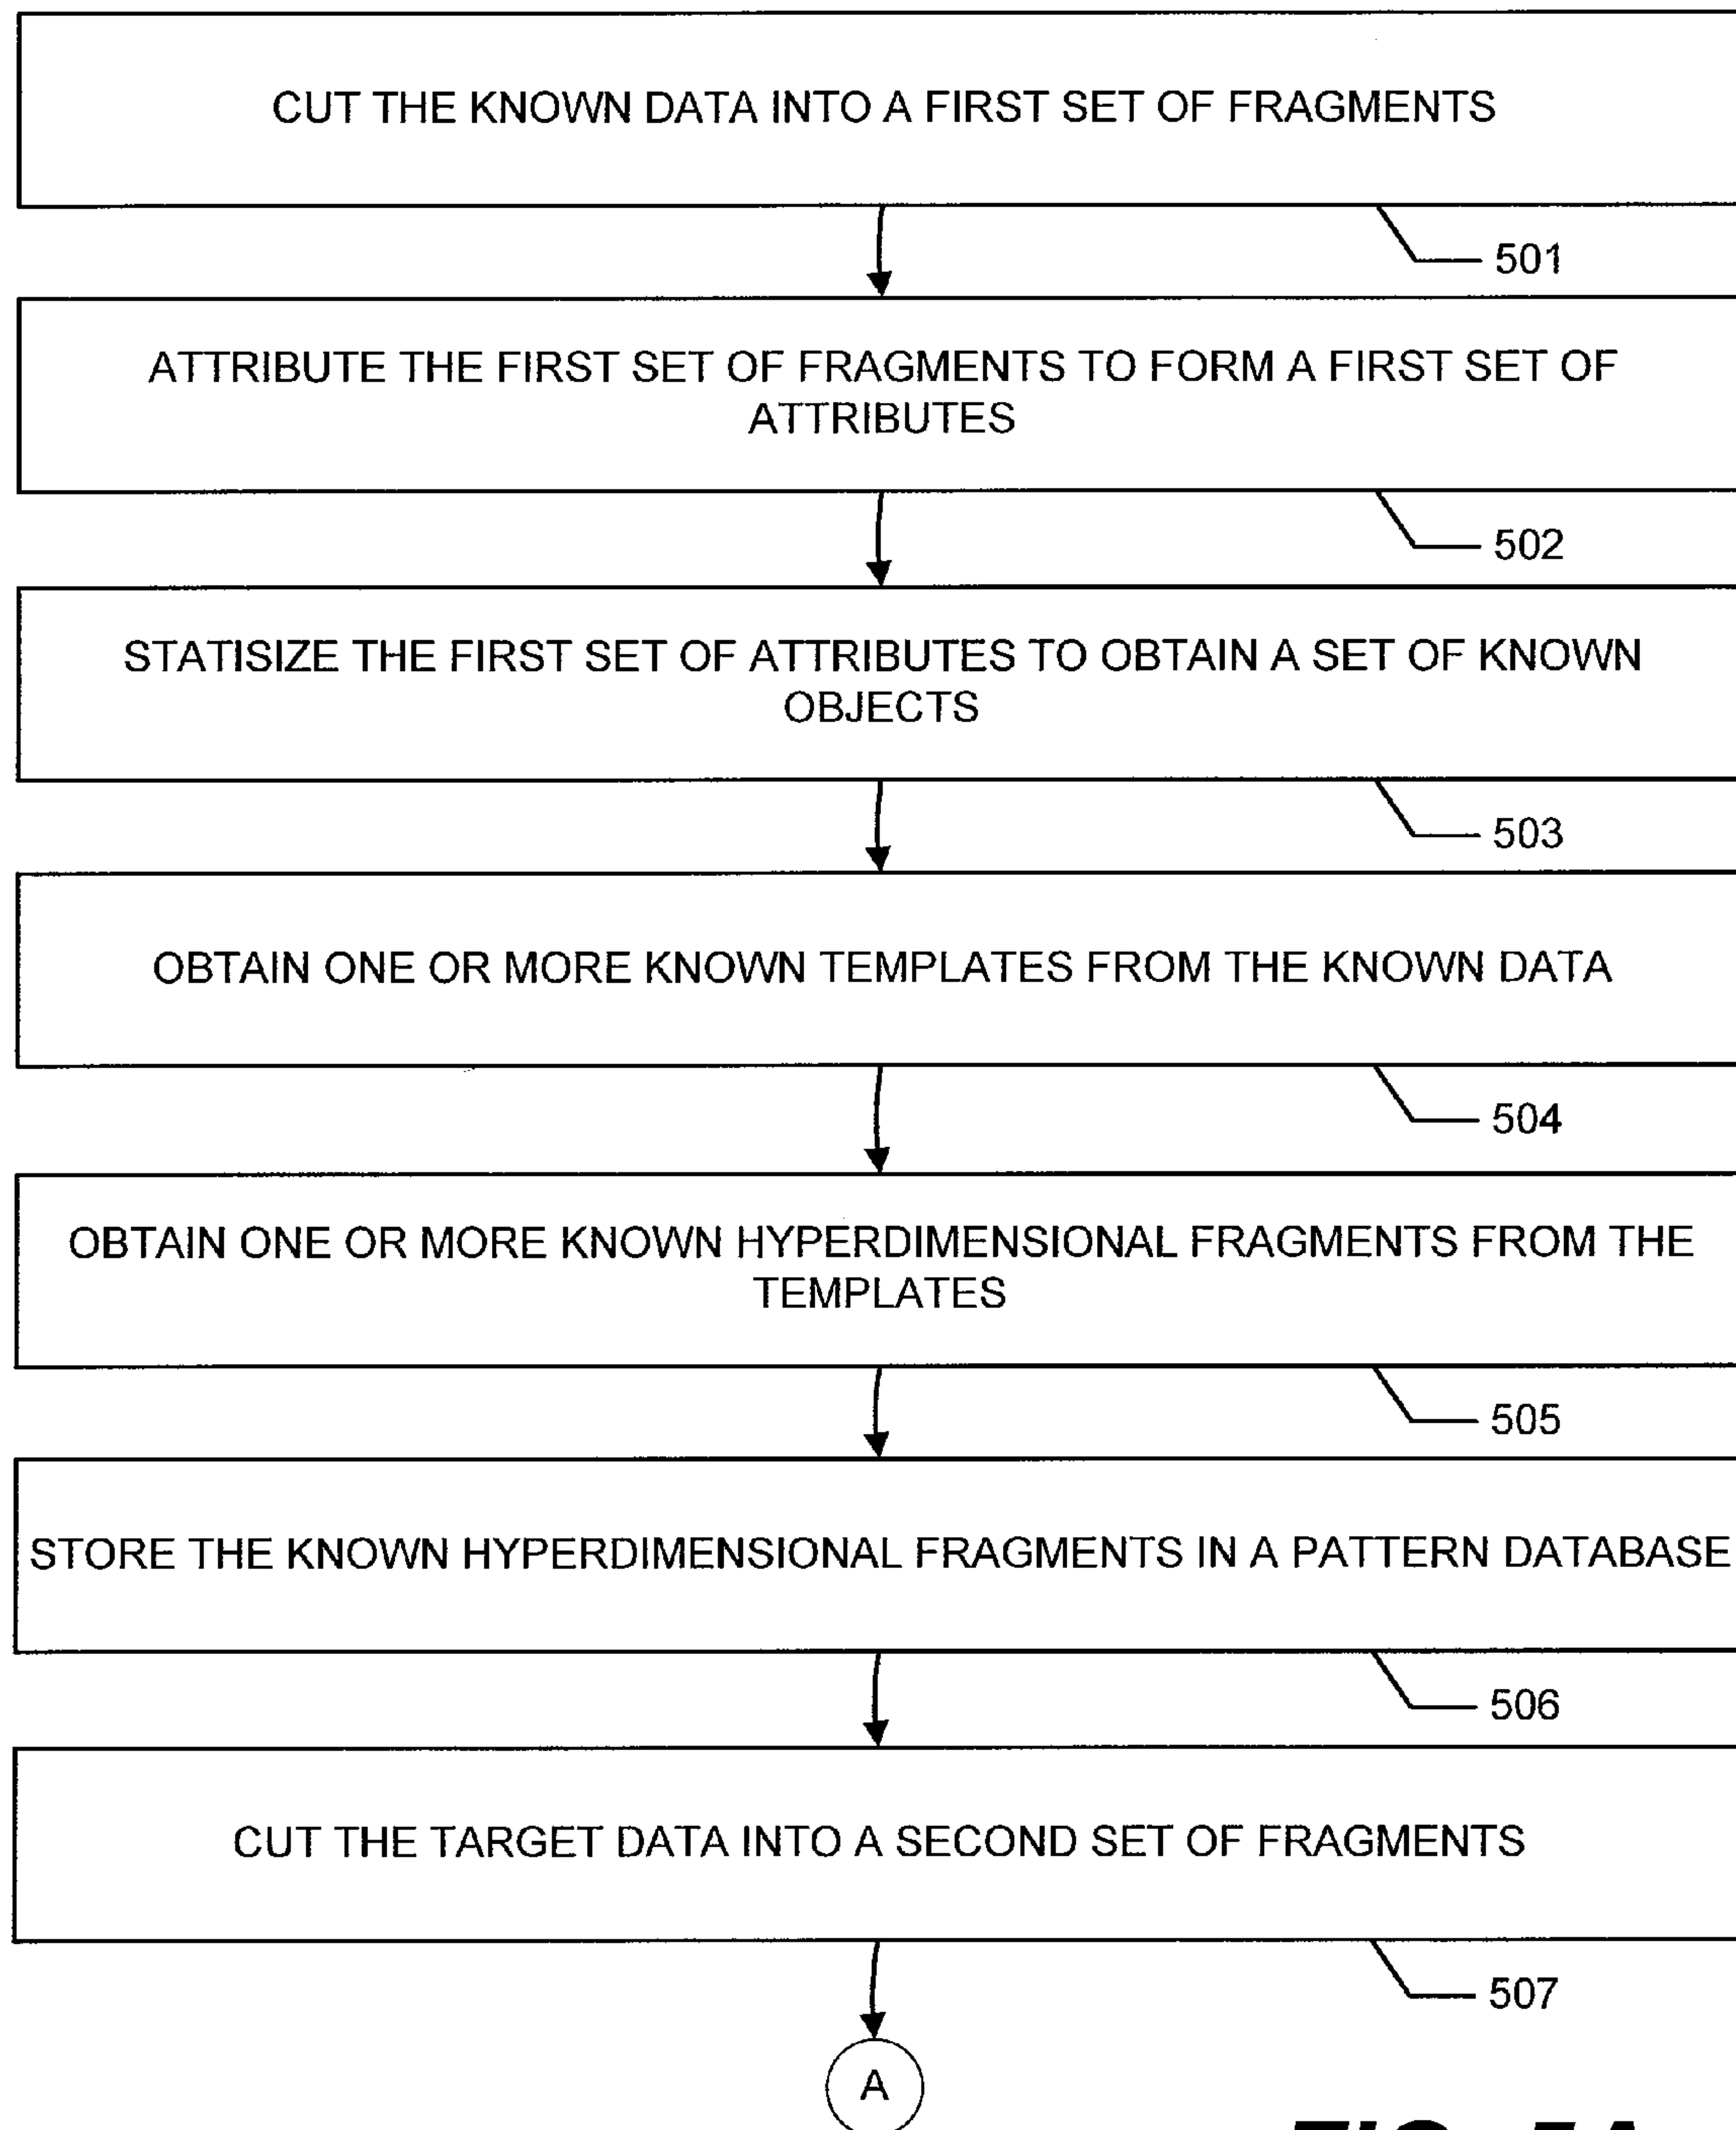 CUT THE KNOWN DATA INTO A FIRST SET OF FRAGMENTS
501
ATTRIBUTE THE FIRST SET OF FRAGMENTS TO FORM A FIRST SET OF
ATTRIBUTES
502
STATISIZE THE FIRST SET OF ATTRIBUTES TO OBTAIN A SET OF KNOWN
OBJECTS
503
OBTAIN ONE OR MORE KNOWN TEMPLATES FROM THE KNOWN DATA
504
OBTAIN ONE OR MORE KNOWN HYPERDIMENSIONAL FRAGMENTS FROM THE
TEMPLATES
505
STORE THE KNOWN HYPERDIMENSIONAL FRAGMENTS IN A PATTERN DATABASE
506
CUT THE TARGET DATA INTO A SECOND SET OF FRAGMENTS
507
A